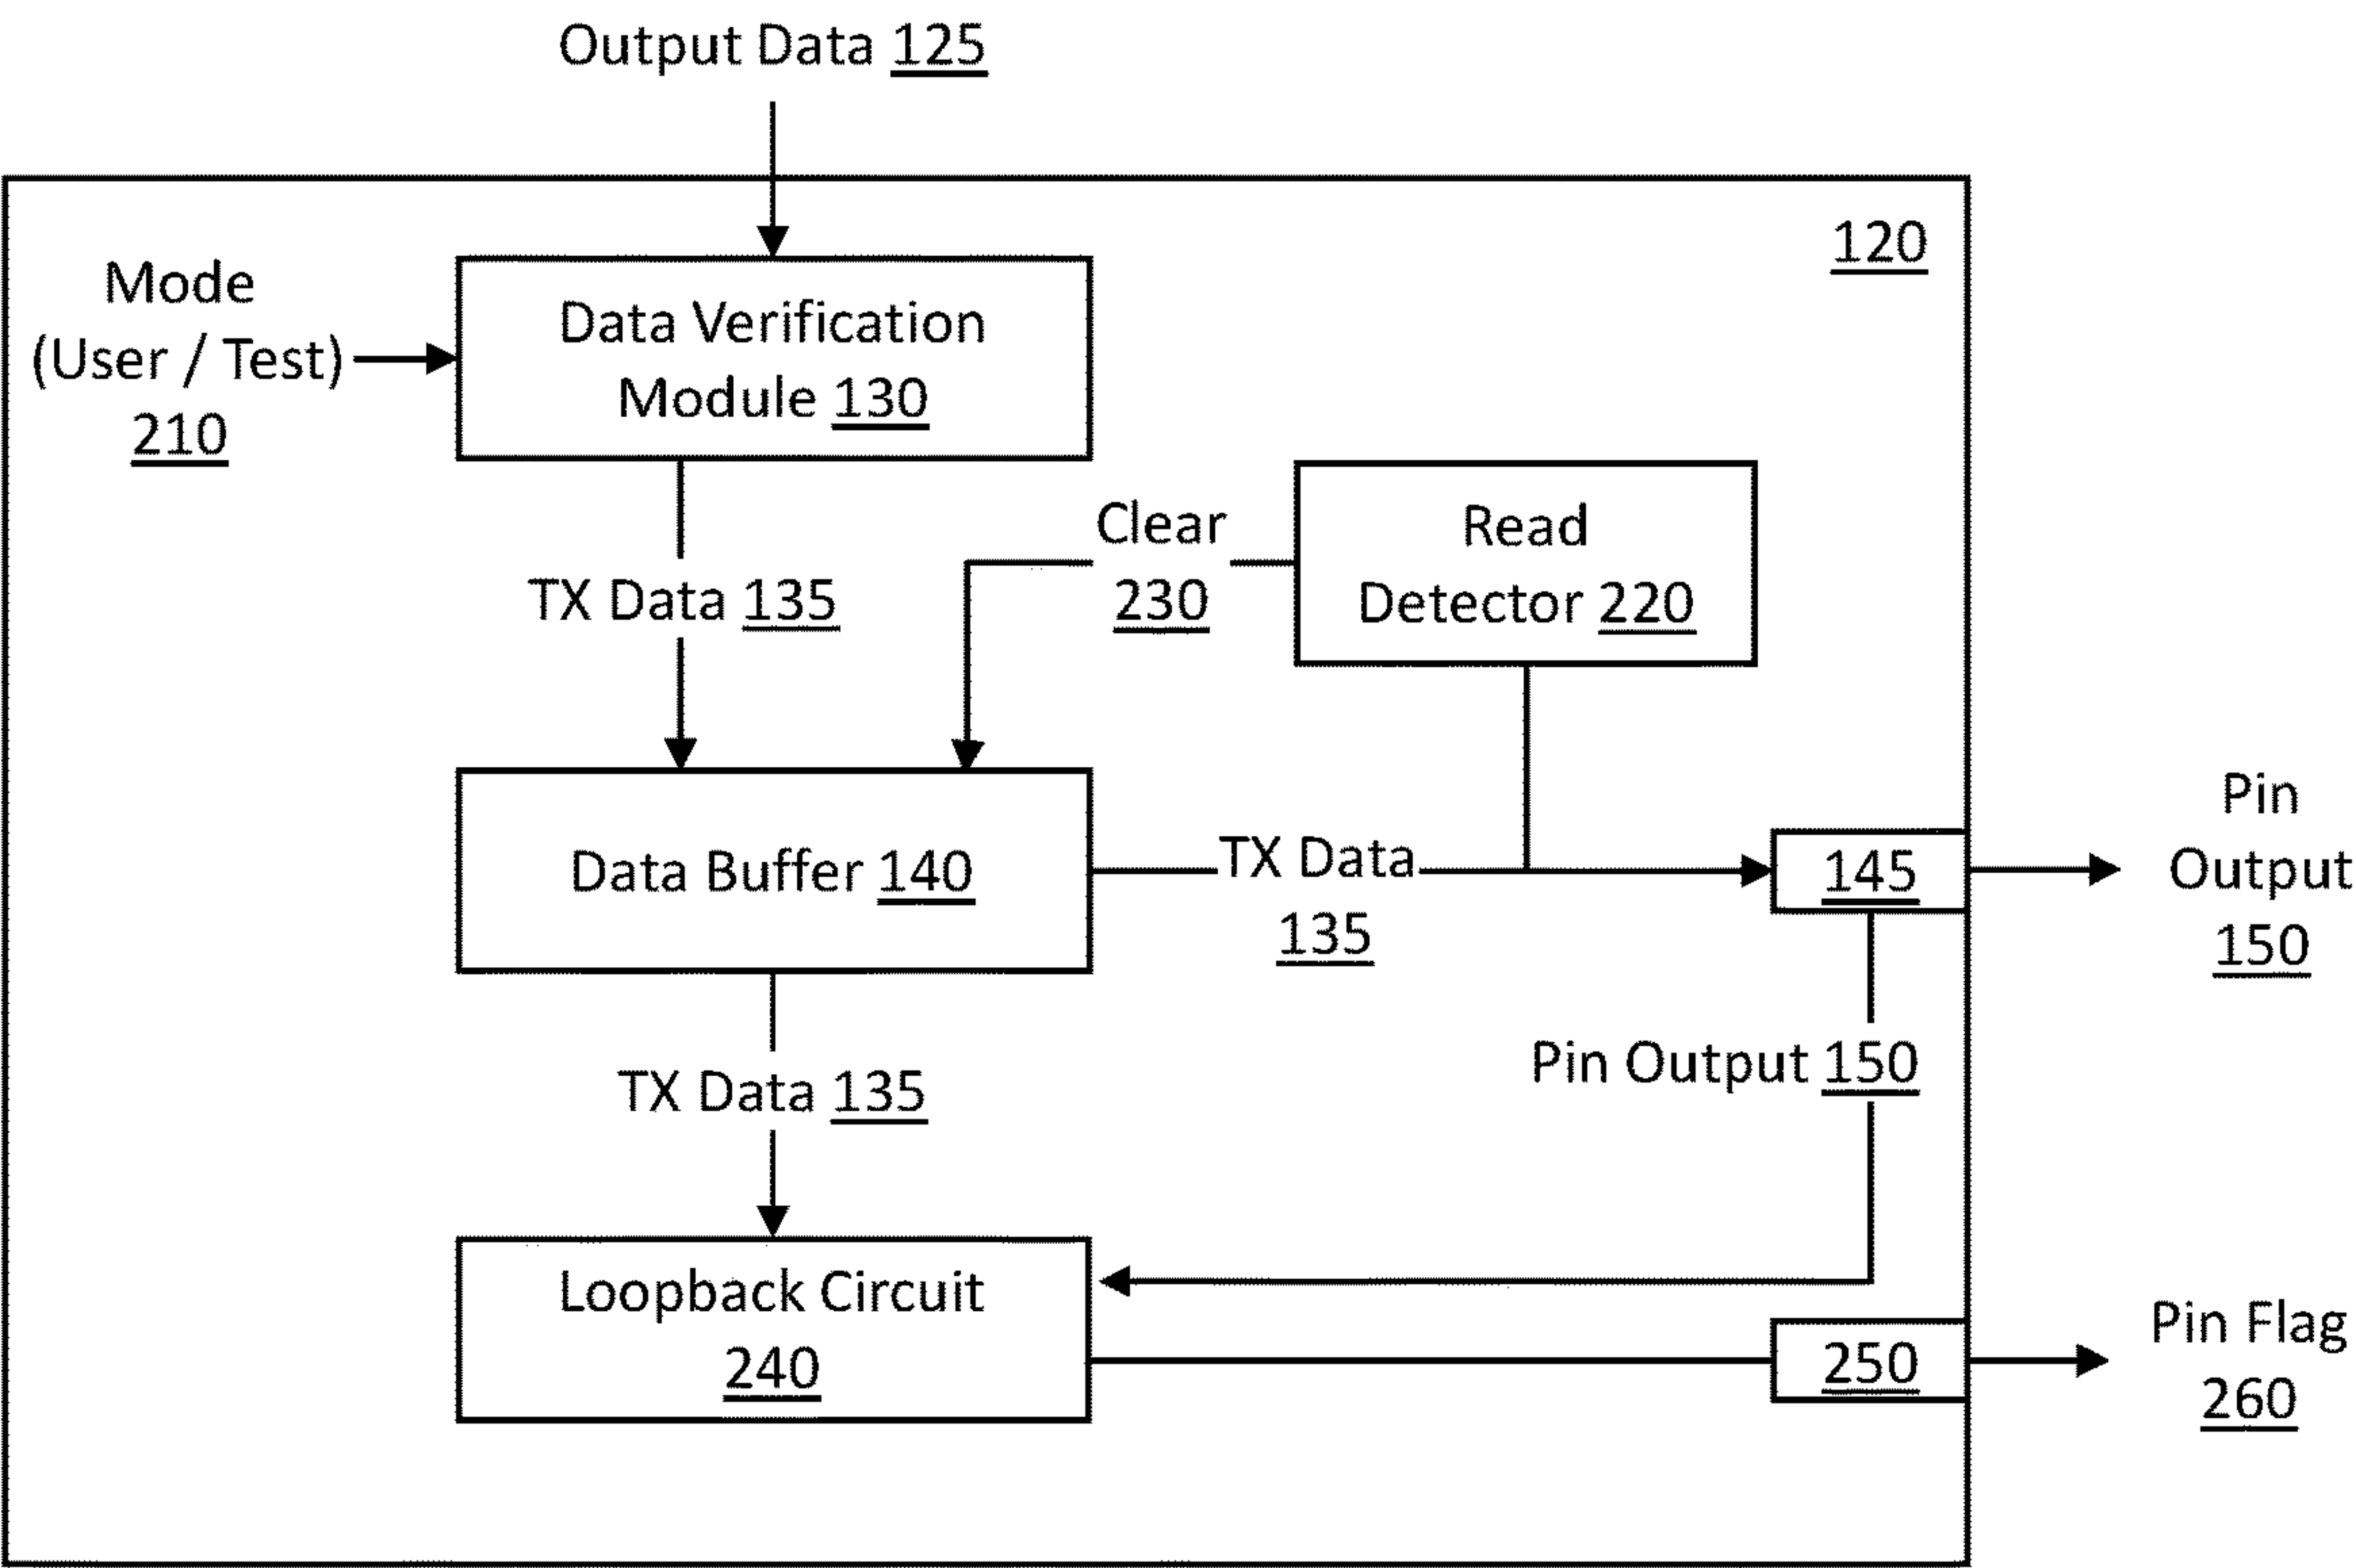 Output Data 125
120
Mode
(User / Test)
210
Data Verification
Module 130
Clear
230
Read
Detector 220
TX Data 135
Data Buffer 140
TX Data
135
145
Pin
Output
150
TX Data 135
Pin Output 150
Loopback Circuit
240
250
Pin Flag
260